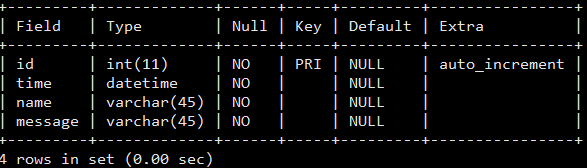 +---------+-------------+------+-----+---------+----------------+
| Field   | Type        | Null | Key | Default | Extra          |
+---------+-------------+------+-----+---------+----------------+
| id      | int(11)     | NO   | PRI | NULL    | auto_increment |
| time    | datetime    | NO   |     | NULL    |                |
| name    | varchar(45) | NO   |     | NULL    |                |
| message | varchar(45) | NO   |     | NULL    |                |
+---------+-------------+------+-----+---------+----------------+
4 rows in set (0.00 sec)